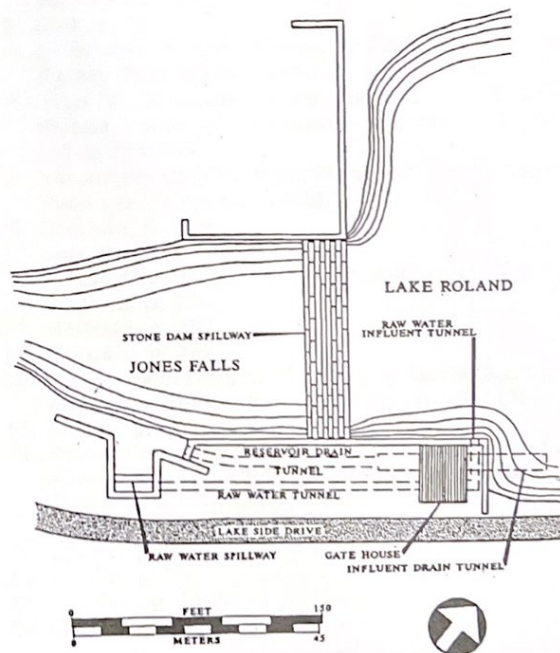 LAKE ROLAND
RAW WATER
INFLUENT TUNNEL
STONE DAM SPILLWAY
JONES FALLS
RESERVOIR DRAIN
TUNNEL
RAW WATER TUNNEL
LAKE SIDE DRIVE
RAW WATER SPILLWAY
GATE HOUSE
INFLUENT DRAIN TUNNEL
0 FEET 150
0 METERS 45